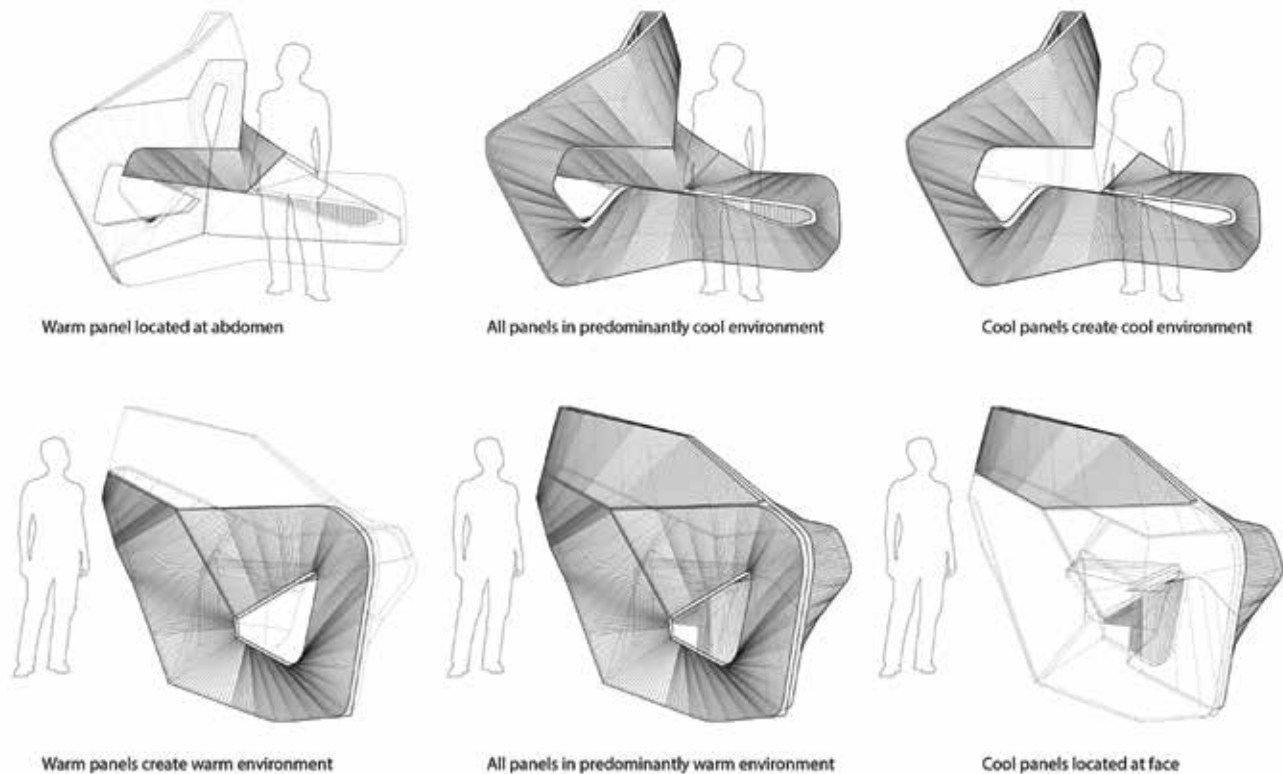 Warm panel located at abdomen
All panels in predominantly cool environment
Cool panels create cool environment
Warm panels create warm environment
All panels in predominantly warm environment
Cool panels located at face